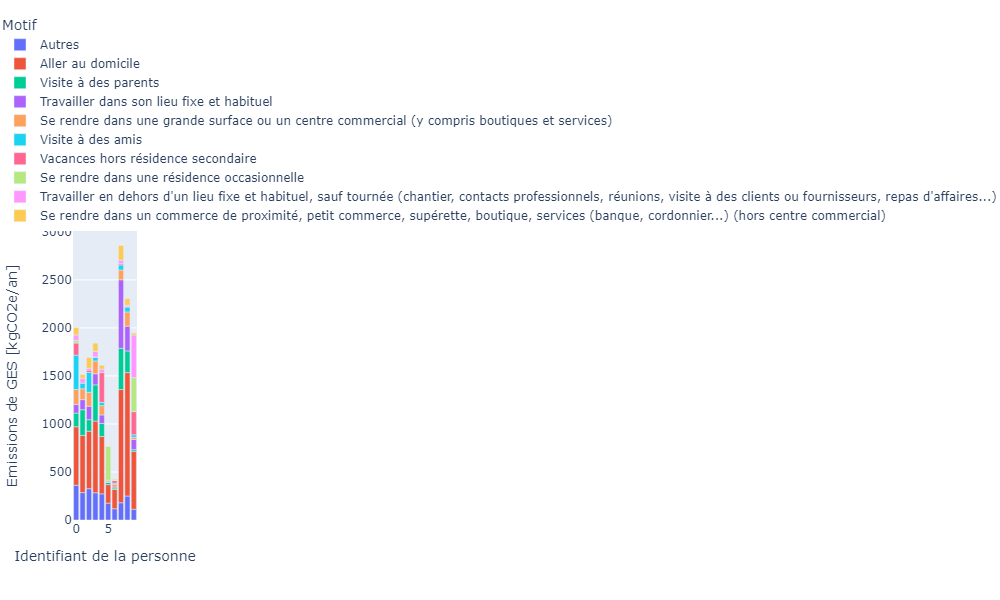 Motif
Autres
Aller au domicile
Visite à des parents
Travailler dans son lieu fixe et habituel
Se rendre dans une grande surface ou un centre commercial (y compris boutiques et services)
Visite à des amis
Vacances hors résidence secondaire
Se rendre dans une résidence occasionnelle
Travailler en dehors d'un lieu fixe et habituel, sauf tournée (chantier, contacts professionnels, réunions, visite à des clients ou fournisseurs, repas d'affaires...)
Se rendre dans un commerce de proximité, petit commerce, supérette, boutique, services (banque, cordonnier...) (hors centre commercial)
3000
2500
2000
1500
1000
500
0
Emissions de GES [kgCO2e/an]
0 5
Identifiant de la personne